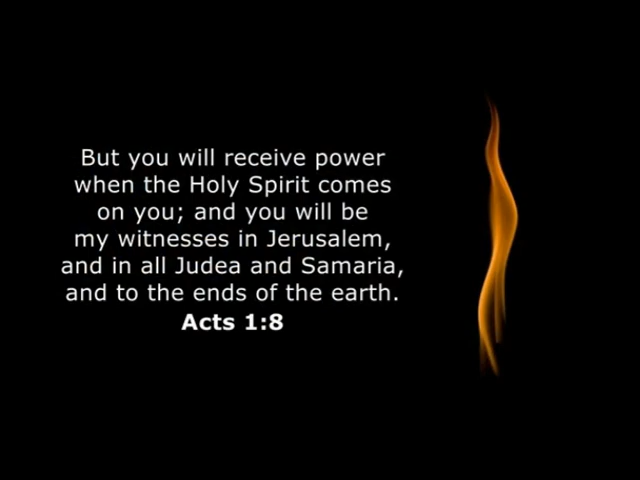 But you will receive power
when the Holy Spirit comes
on you; and you will be
my witnesses in Jerusalem,
and in all Judea and Samaria,
and to the ends of the earth.
Acts 1:8